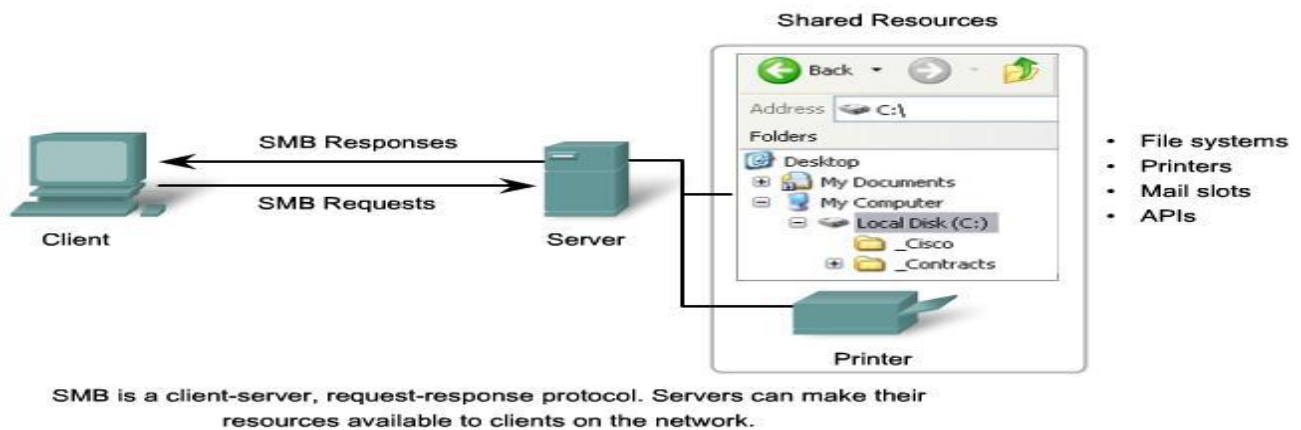 Shared Resources
Back
Address C:\
Folders
Desktop
My Documents
My Computer
Local Disk (C:)
_Cisco
_Contracts
Printer
• File systems
• Printers
• Mail slots
• APIs
SMB Responses
SMB Requests
Client
Server
SMB is a client-server, request-response protocol. Servers can make their
resources available to clients on the network.